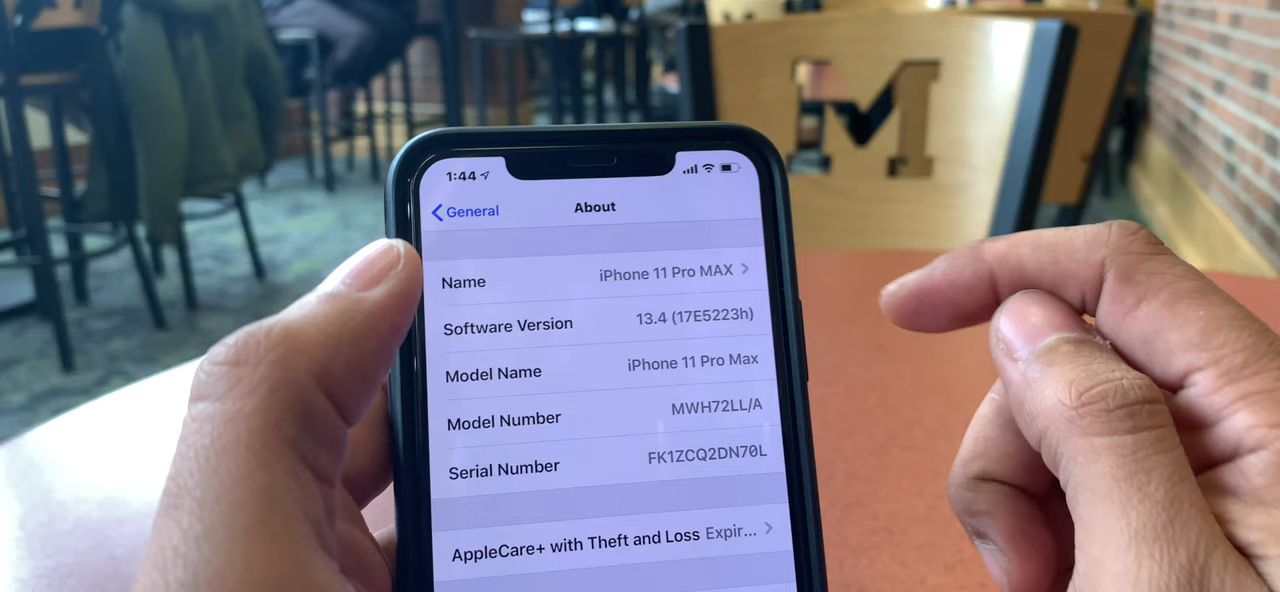 M
1:44
General
About
Name iPhone 11 Pro MAX
Software Version 13.4 (17E5223h)
Model Name iPhone 11 Pro Max
Model Number MWH72LL/A
Serial Number FK1ZCQ2DN70L
AppleCare+ with Theft and Loss Expir...